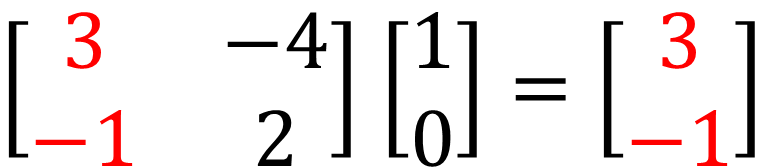 [3 −4] [1] = [3]
[−1 2] [0] [−1]